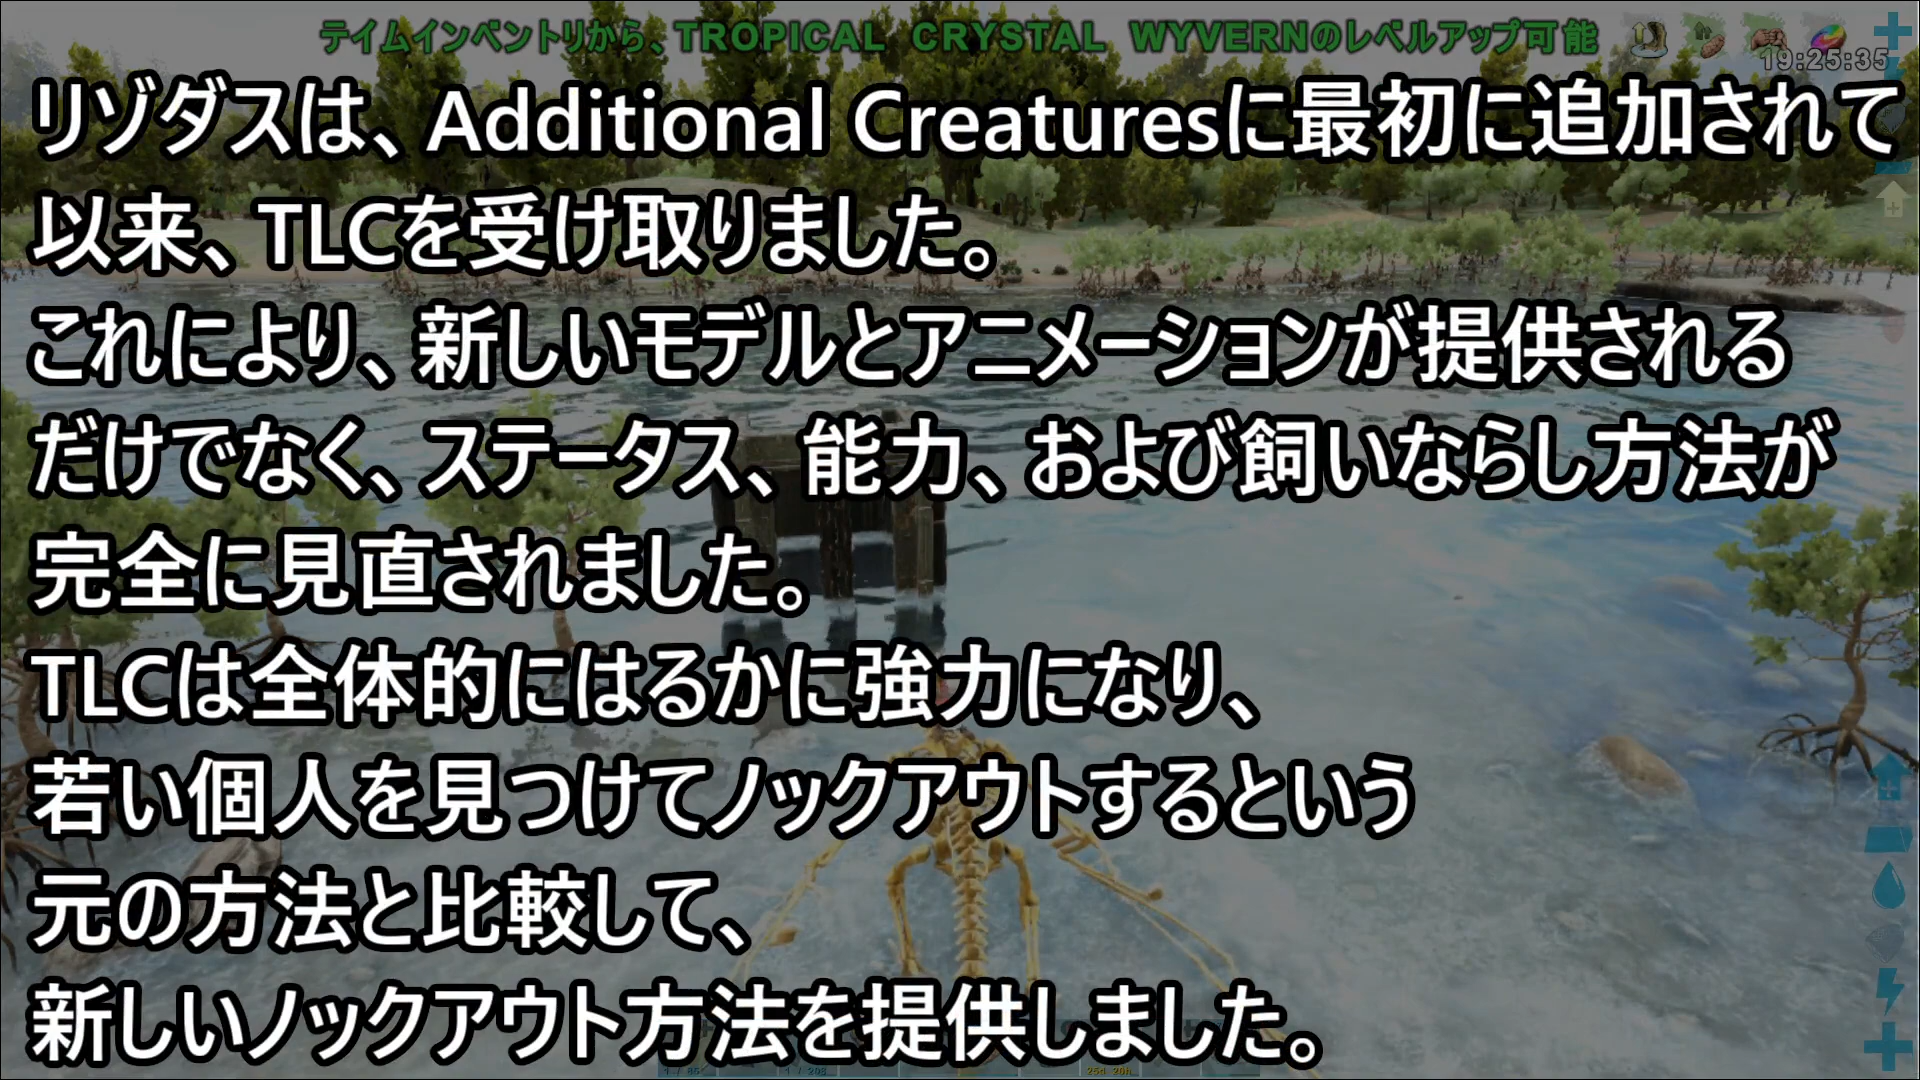 テイムインベントリから、TROPICAL CRYSTAL WYVERNのレベルアップ可能
19:25:35
リゾダスは、Additional Creaturesに最初に追加されて
以来、TLCを受け取りました。
これにより、新しいモデルとアニメーションが提供される
だけでなく、ステータス、能力、および飼いならし方法が
完全に見直されました。
TLCは全体的にはるかに強力になり、
若い個人を見つけてノックアウトするという
元の方法と比較して、
新しいノックアウト方法を提供しました。